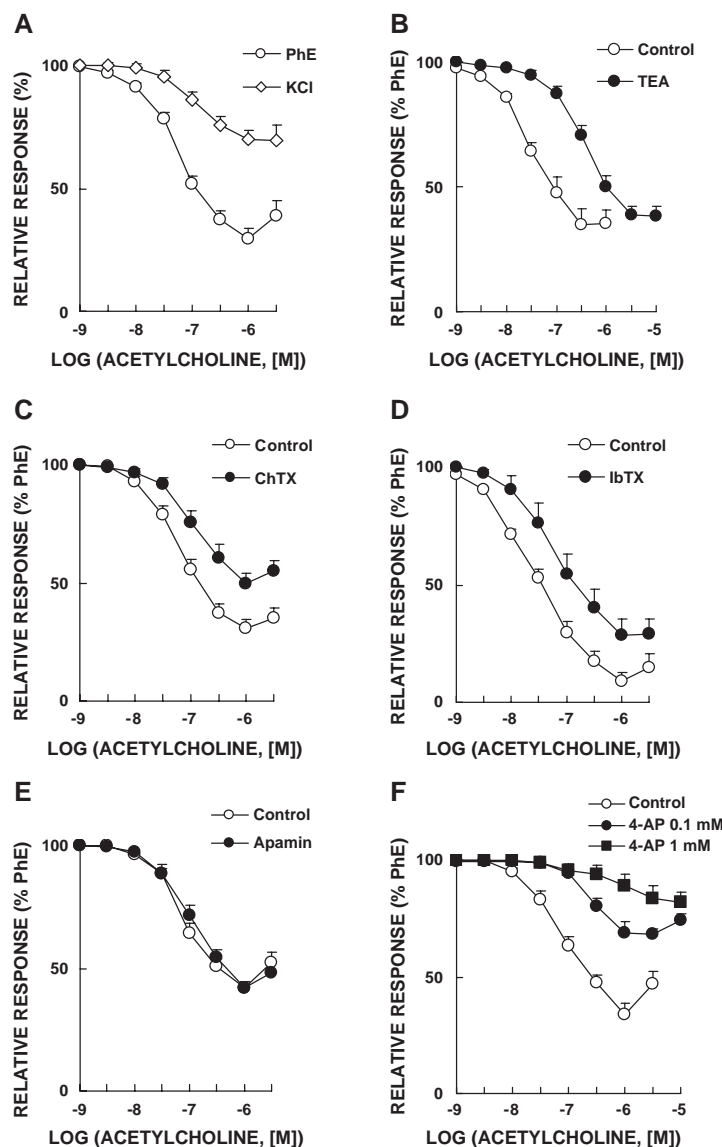 A
RELATIVE RESPONSE (%)
100
50
0
PhE
KCl
-9 -8 -7 -6
LOG (ACETYLCHOLINE, [M])
B
RELATIVE RESPONSE (% PhE)
100
50
0
Control
TEA
-9 -8 -7 -6 -5
LOG (ACETYLCHOLINE, [M])
C
RELATIVE RESPONSE (% PhE)
100
50
0
Control
ChTX
-9 -8 -7 -6
LOG (ACETYLCHOLINE, [M])
D
RELATIVE RESPONSE (% PhE)
100
50
0
Control
IbTX
-9 -8 -7 -6
LOG (ACETYLCHOLINE, [M])
E
RELATIVE RESPONSE (% PhE)
100
50
0
Control
Apamin
-9 -8 -7 -6
LOG (ACETYLCHOLINE, [M])
F
RELATIVE RESPONSE (% PhE)
100
50
0
Control
4-AP 0.1 mM
4-AP 1 mM
-9 -8 -7 -6 -5
LOG (ACETYLCHOLINE, [M])